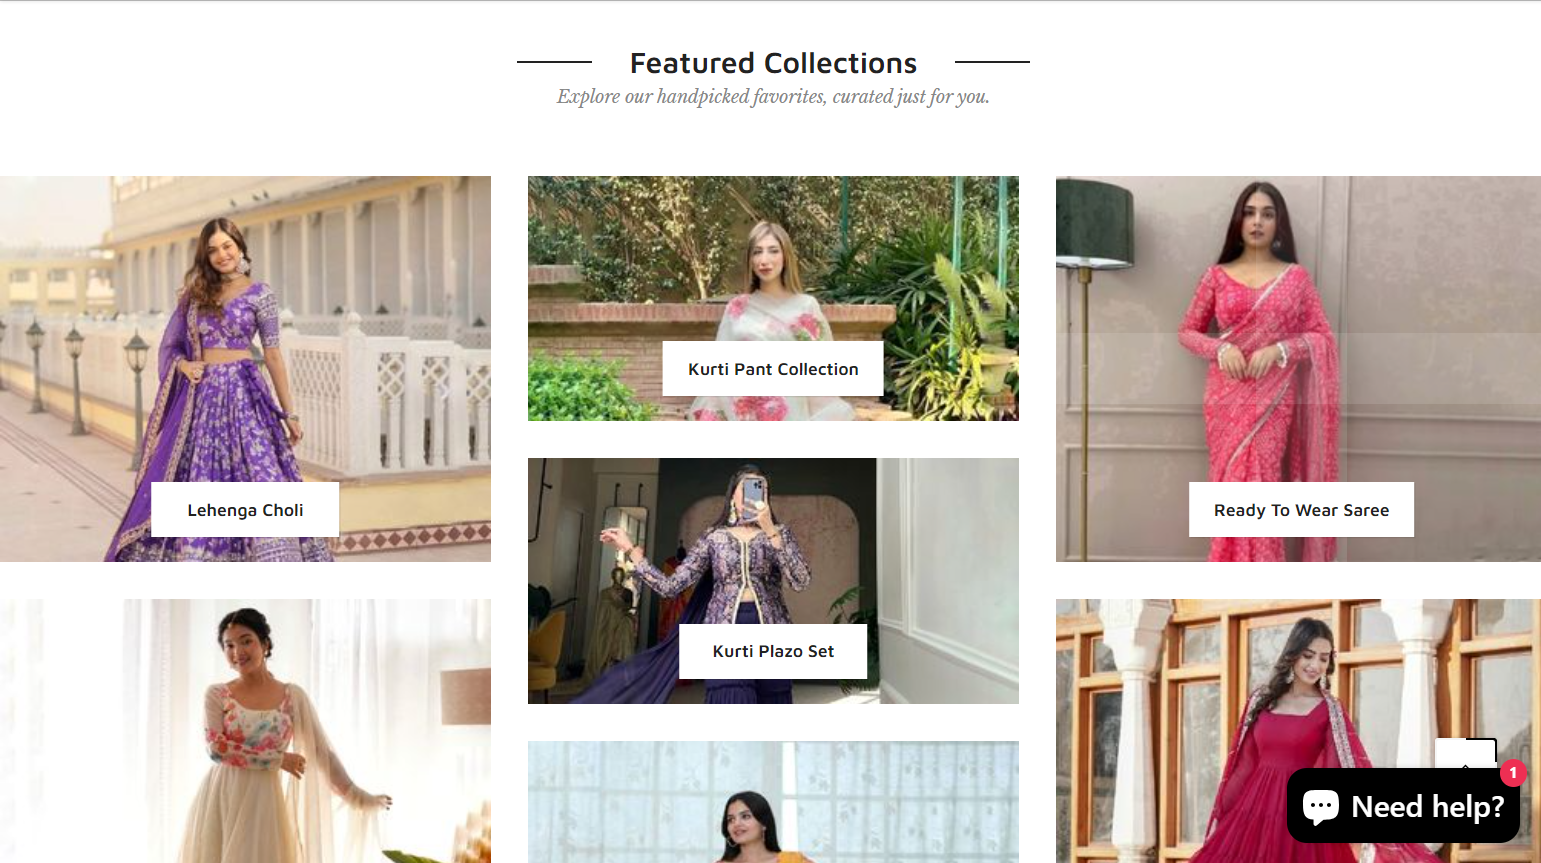 Featured Collections
Explore our handpicked favorites, curated just for you.
Lehenga Choli
Kurti Pant Collection
Ready To Wear Saree
Kurti Plazo Set
1
Need help?